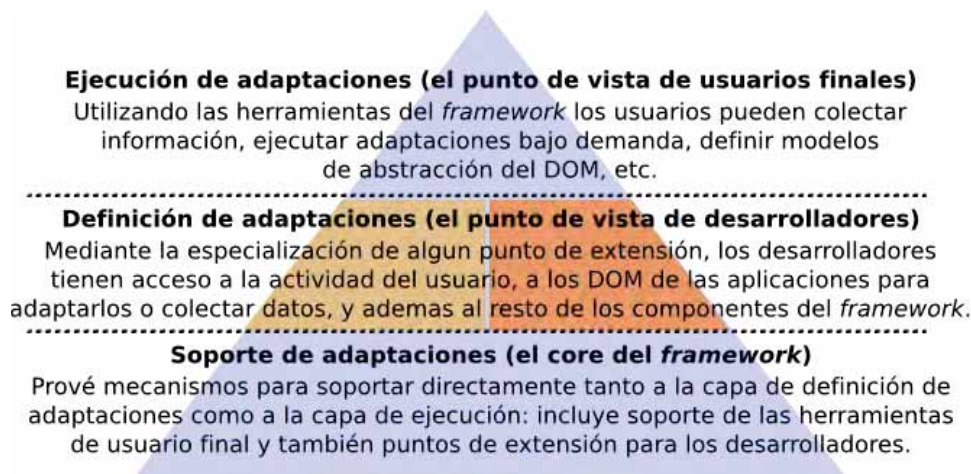 Ejecución de adaptaciones (el punto de vista de usuarios finales)
Utilizando las herramientas del framework los usuarios pueden colectar
información, ejecutar adaptaciones bajo demanda, definir modelos
de abstracción del DOM, etc.
Definición de adaptaciones (el punto de vista de desarrolladores)
Mediante la especialización de algun punto de extensión, los desarrolladores
tienen acceso a la actividad del usuario, a los DOM de las aplicaciones para
adaptarlos o colectar datos, y ademas al resto de los componentes del framework.
Soporte de adaptaciones (el core del framework)
Prové mecanismos para soportar directamente tanto a la capa de definición de
adaptaciones como a la capa de ejecución: incluye soporte de las herramientas
de usuario final y también puntos de extensión para los desarrolladores.